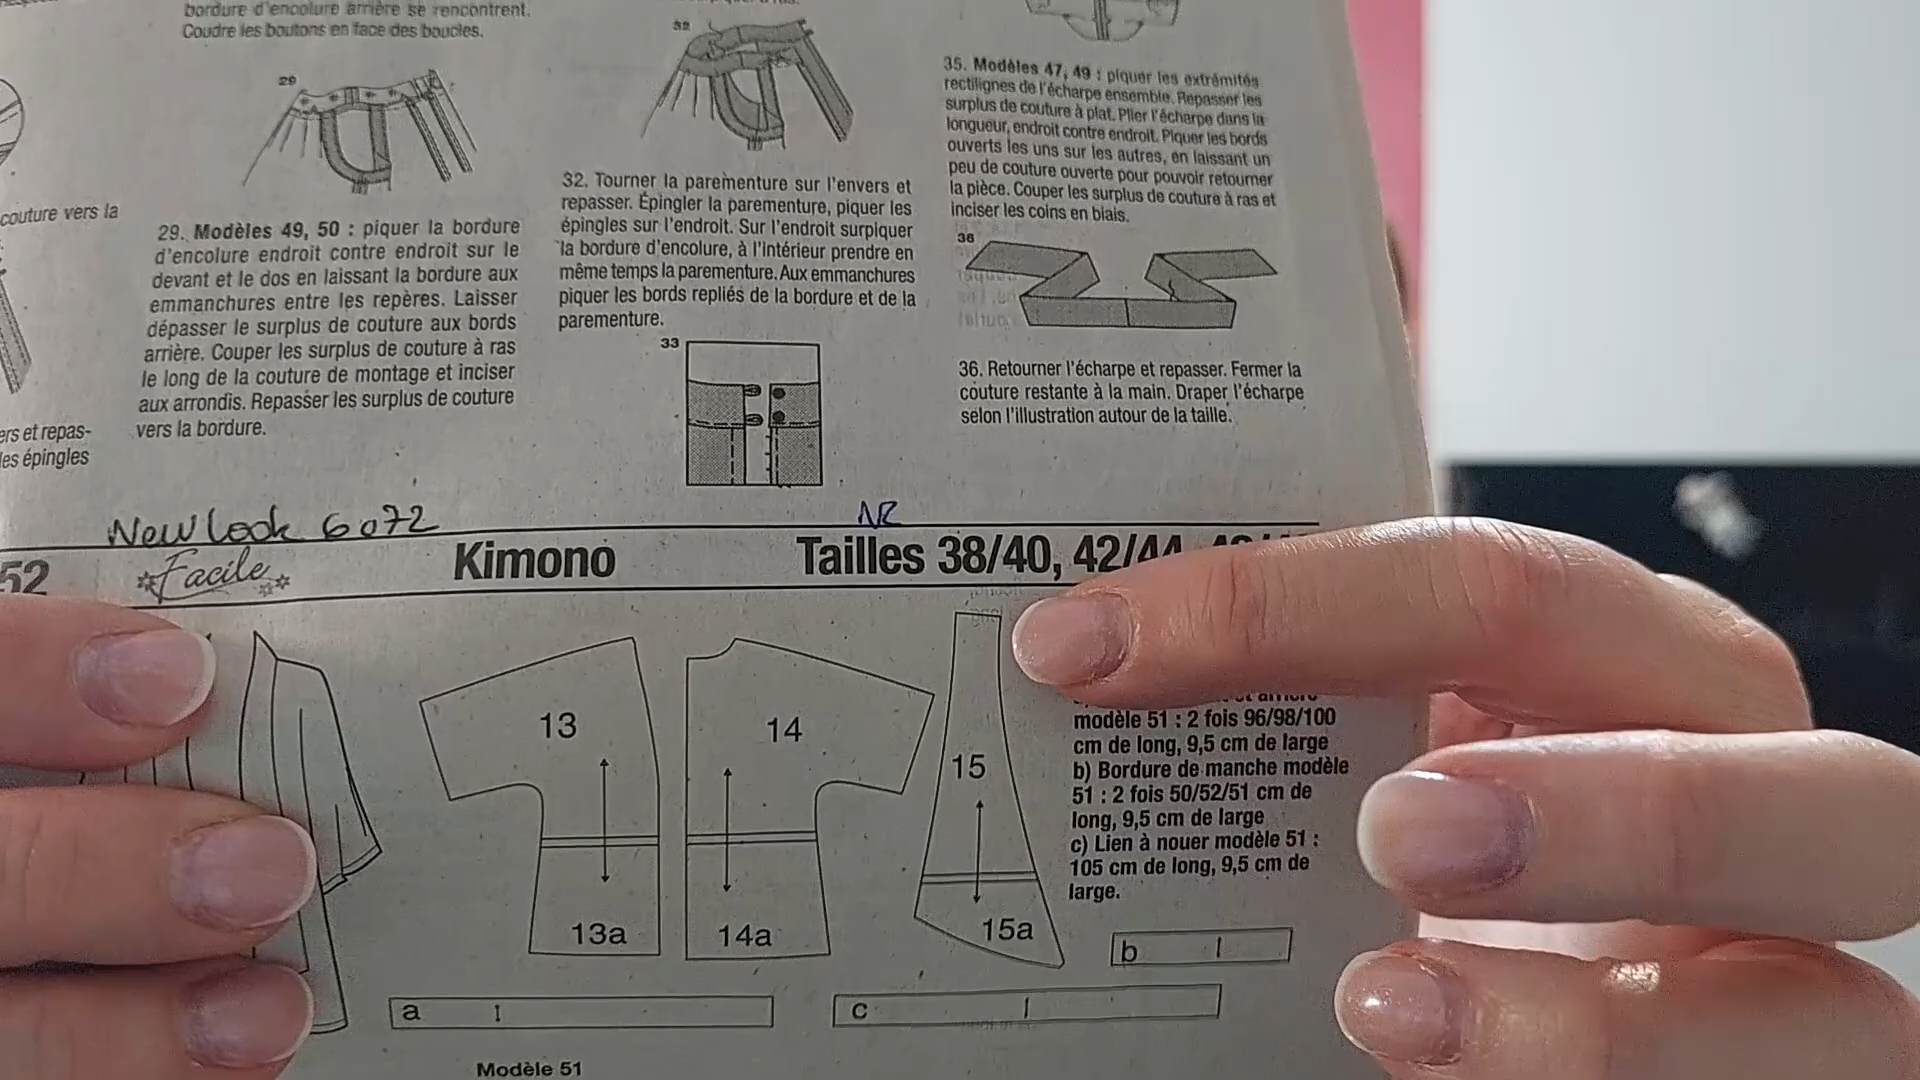 bordure d'encolure arrière se rencontrent.
Coudre les boutons en face des boucles.
29
couture vers la
29. Modèles 49, 50 : piquer la bordure
d'encolure endroit contre endroit sur le
devant et le dos en laissant la bordure aux
emmanchures entre les repères. Laisser
dépasser le surplus de couture aux bords
arrière. Couper les surplus de couture à ras
le long de la couture de montage et inciser
aux arrondis. Repasser les surplus de couture
vers la bordure.
ers et repas-
les épingles
32
32. Tourner la parementure sur l'envers et
repasser. Épingler la parementure, piquer les
épingles sur l'endroit. Sur l'endroit surpiquer
la bordure d'encolure, à l'intérieur prendre en
même temps la parementure. Aux emmanchures
piquer les bords repliés de la bordure et de la
parementure.
33
35. Modèles 47, 49 : piquer les extrémités
rectilignes de l'écharpe ensemble. Repasser les
surplus de couture à plat. Plier l'écharpe dans la
longueur, endroit contre endroit. Piquer les bords
ouverts les uns sur les autres, en laissant un
peu de couture ouverte pour pouvoir retourner
la pièce. Couper les surplus de couture à ras et
inciser les coins en biais.
36
36. Retourner l'écharpe et repasser. Fermer la
couture restante à la main. Draper l'écharpe
selon l'illustration autour de la taille.
New Look 6072
52
Facile
Kimono
Tailles 38/40, 42/44,
13
14
15
13a
14a
15a
modèle 51 : 2 fois 96/98/100
cm de long, 9,5 cm de large
b) Bordure de manche modèle
51 : 2 fois 50/52/51 cm de
long, 9,5 cm de large
c) Lien à nouer modèle 51 :
105 cm de long, 9,5 cm de
large.
b
a
c
Modèle 51